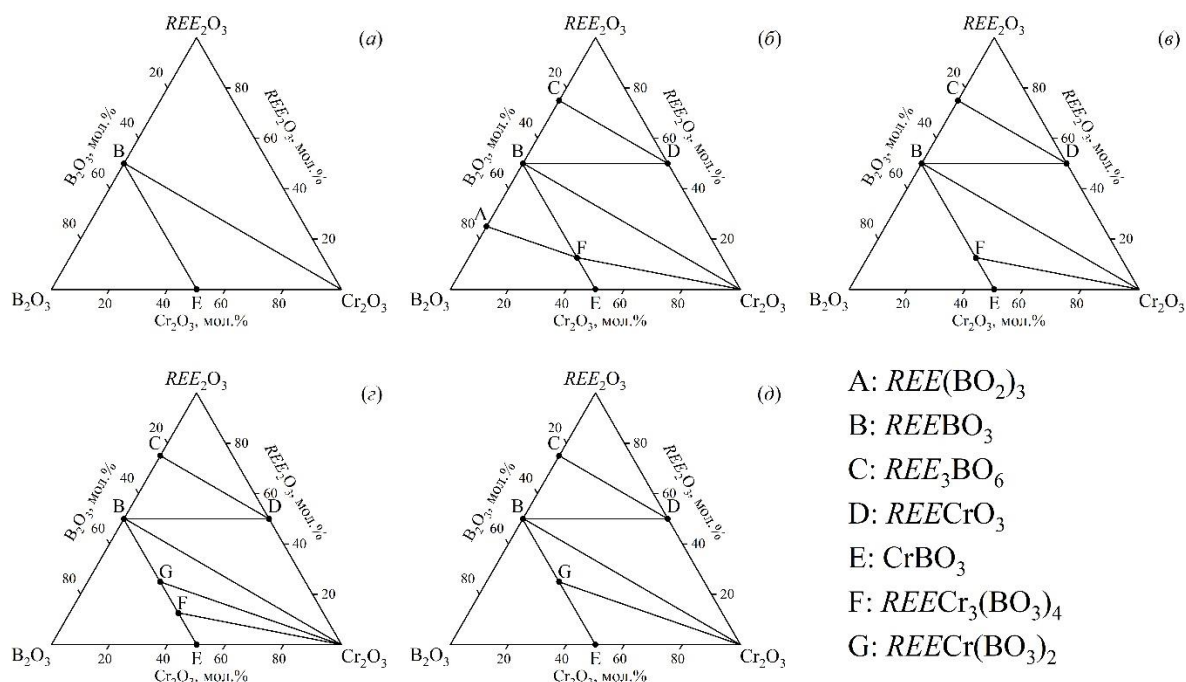 REE₂O₃
(а)
20
80
B₂O₃, мол.%
REE₂O₃, мол.%
40
60
B
60
40
80
20
B₂O₃
E
Cr₂O₃
20
40
60
80
Cr₂O₃, мол.%
REE₂O₃
(б)
20
80
C
B₂O₃, мол.%
REE₂O₃, мол.%
40
60
B
D
60
40
A
80
20
F
B₂O₃
E
Cr₂O₃
20
40
60
80
Cr₂O₃, мол.%
REE₂O₃
(в)
20
80
C
B₂O₃, мол.%
REE₂O₃, мол.%
40
60
B
D
60
40
80
20
F
B₂O₃
E
Cr₂O₃
20
40
60
80
Cr₂O₃, мол.%
REE₂O₃
(г)
20
80
C
B₂O₃, мол.%
REE₂O₃, мол.%
40
60
B
D
60
40
G
80
20
F
B₂O₃
E
Cr₂O₃
20
40
60
80
Cr₂O₃, мол.%
REE₂O₃
(д)
20
80
C
B₂O₃, мол.%
REE₂O₃, мол.%
40
60
B
D
60
40
G
80
20
B₂O₃
E
Cr₂O₃
20
40
60
80
Cr₂O₃, мол.%
A: REE(BO₂)₃
B: REEBO₃
C: REE₃BO₆
D: REECrO₃
E: CrBO₃
F: REECr₃(BO₃)₄
G: REECr(BO₃)₂